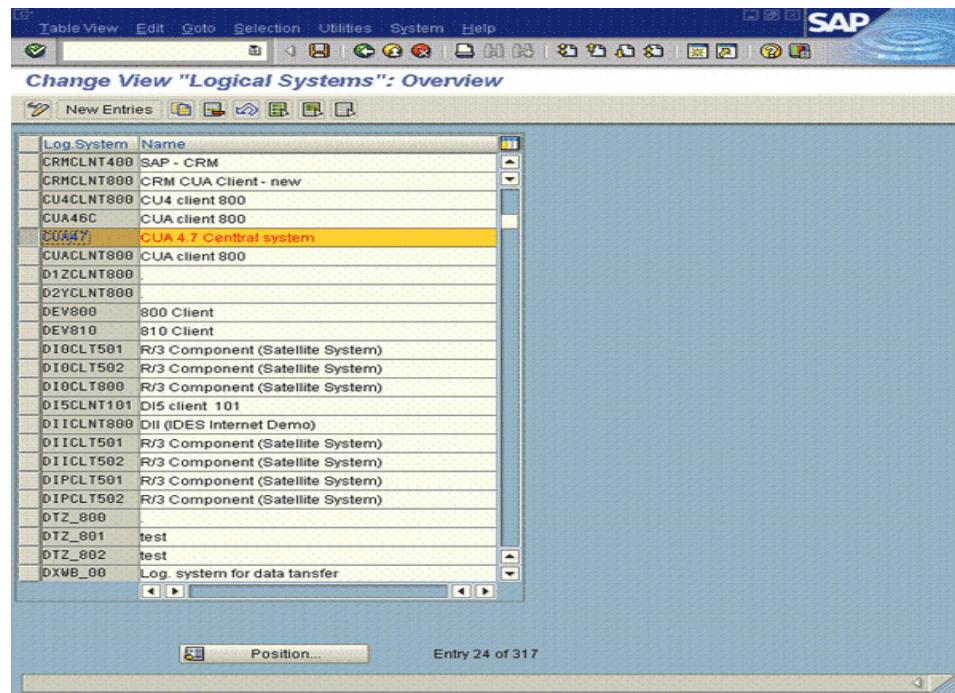 Table View Edit Goto Selection Utilities System Help
SAP
Change View "Logical Systems": Overview
New Entries
Log.System Name
CRMCLNT400 SAP - CRM
CRMCLNT800 CRM CUA Client - new
CU4CLNT800 CU4 client 800
CUA46C CUA client 800
CUA47 CUA 4.7 Centtral system
CUACLNT800 CUA client 800
D1ZCLNT800 .
D2YCLNT800 .
DEV800 800 Client
DEV810 810 Client
DI0CLT501 R/3 Component (Satellite System)
DI0CLT502 R/3 Component (Satellite System)
DI0CLT800 R/3 Component (Satellite System)
DI5CLNT101 DI5 client 101
DIICLNT800 DII (IDES Internet Demo)
DIICLT501 R/3 Component (Satellite System)
DIICLT502 R/3 Component (Satellite System)
DIPCLT501 R/3 Component (Satellite System)
DIPCLT502 R/3 Component (Satellite System)
DTZ_800 .
DTZ_801 test
DTZ_802 test
DXWB_00 Log. system for data tansfer
Position... Entry 24 of 317